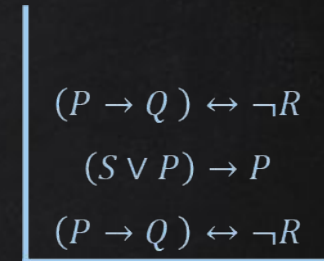 (P → Q ) ↔ ¬R
(S ∨ P) → P
(P → Q ) ↔ ¬R